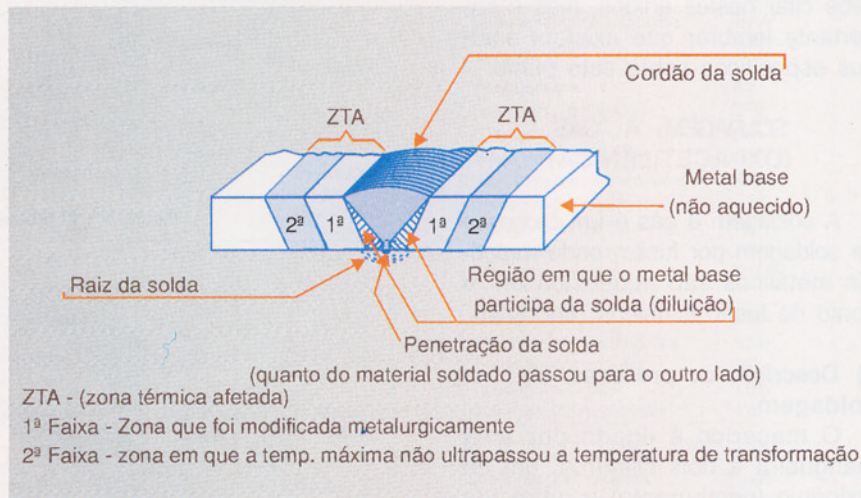 Cordão da solda
ZTA
ZTA
Metal base
(não aquecido)
2ª
1ª
1ª
2ª
Raiz da solda
Região em que o metal base
participa da solda (diluição)
Penetração da solda
(quanto do material soldado passou para o outro lado)
ZTA - (zona térmica afetada)
1ª Faixa - Zona que foi modificada metalurgicamente
2ª Faixa - zona em que a temp. máxima não ultrapassou a temperatura de transformação